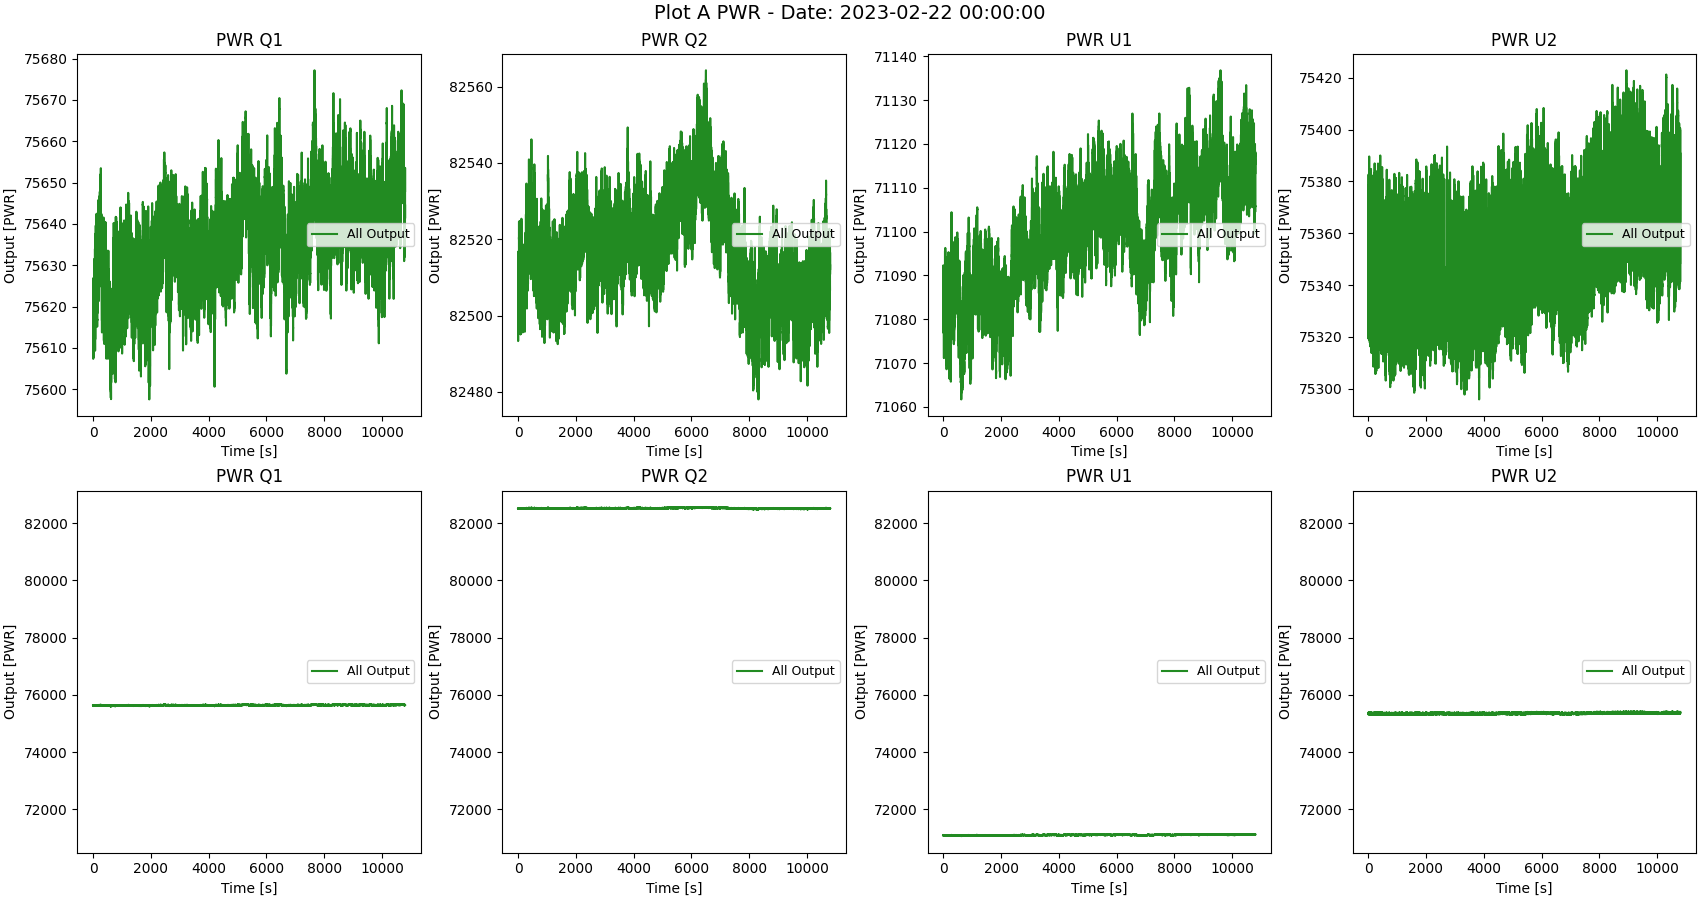 Plot A PWR - Date: 2023-02-22 00:00:00
PWR Q1
Output [PWR]
75680
75670
75660
75650
75640
75630
75620
75610
75600
All Output
0 2000 4000 6000 8000 10000
Time [s]
PWR Q2
Output [PWR]
82560
82540
82520
82500
82480
All Output
0 2000 4000 6000 8000 10000
Time [s]
PWR U1
Output [PWR]
71140
71130
71120
71110
71100
71090
71080
71070
71060
All Output
0 2000 4000 6000 8000 10000
Time [s]
PWR U2
Output [PWR]
75420
75400
75380
75360
75340
75320
75300
All Output
0 2000 4000 6000 8000 10000
Time [s]
PWR Q1
Output [PWR]
82000
80000
78000
76000
74000
72000
All Output
0 2000 4000 6000 8000 10000
Time [s]
PWR Q2
Output [PWR]
82000
80000
78000
76000
74000
72000
All Output
0 2000 4000 6000 8000 10000
Time [s]
PWR U1
Output [PWR]
82000
80000
78000
76000
74000
72000
All Output
0 2000 4000 6000 8000 10000
Time [s]
PWR U2
Output [PWR]
82000
80000
78000
76000
74000
72000
All Output
0 2000 4000 6000 8000 10000
Time [s]